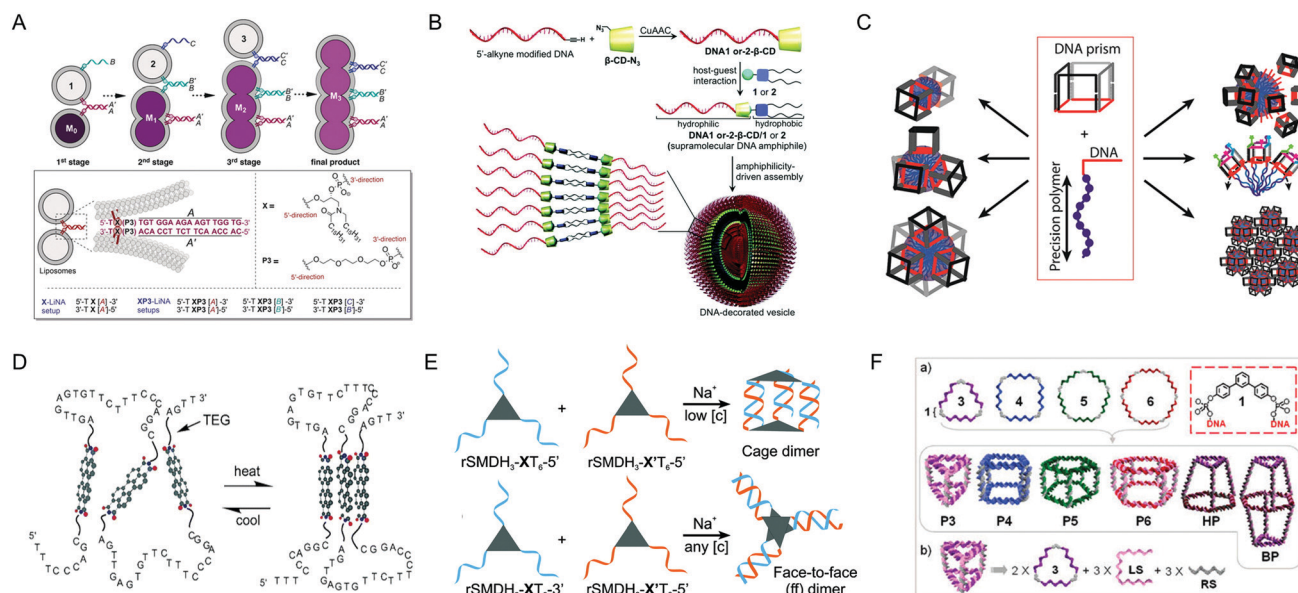 A
1
M₀
B
A'
A
1st stage
2
M₁
C
B'
B
A'
A
2nd stage
3
M₂
C'
C
B'
B
A'
A
3rd stage
M₃
C'
C
B'
B
A'
A
final product
Liposomes
A
5'-TX(P3) TGT GGA AGA AGT TGG TG-3'
3'-TX(P3) ACA CCT TCT TCA ACC AC-5'
A'
X =
3'-direction
5'-direction
P3 =
3'-direction
5'-direction
X-LiNA
setup
5'-T X [A] -3'
3'-T X [A']-5'
XP3-LiNA
setups
5'-T XP3 [A]-3'
3'-T XP3 [A']-5'
5'-T XP3 [B]-3'
3'-T XP3 [B']-5'
5'-T XP3 [C]-3'
B
5'-alkyne modified DNA
+
N₃
β-CD-N₃
CuAAC
DNA1 or-2-β-CD
host-guest
interaction
1 or 2
hydrophilic
hydrophobic
DNA1 or-2-β-CD/1 or 2
(supramolecular DNA amphiphile)
amphiphilicity-
driven assembly
DNA-decorated vesicle
C
DNA prism
+
DNA
Precision polymer
D
TEG
heat
cool
5'
3'
5'
3'
E
+
Na⁺
low [c]
rSMDH₃-XT₆-5'
rSMDH₃-X'T₆-5'
Cage dimer
+
Na⁺
any [c]
Face-to-face
(ff) dimer
F
a)
1{
3
4
5
6
1
DNA
DNA
P3
P4
P5
P6
HP
BP
b)
2 X
3
+ 3X
LS
+ 3X
RS